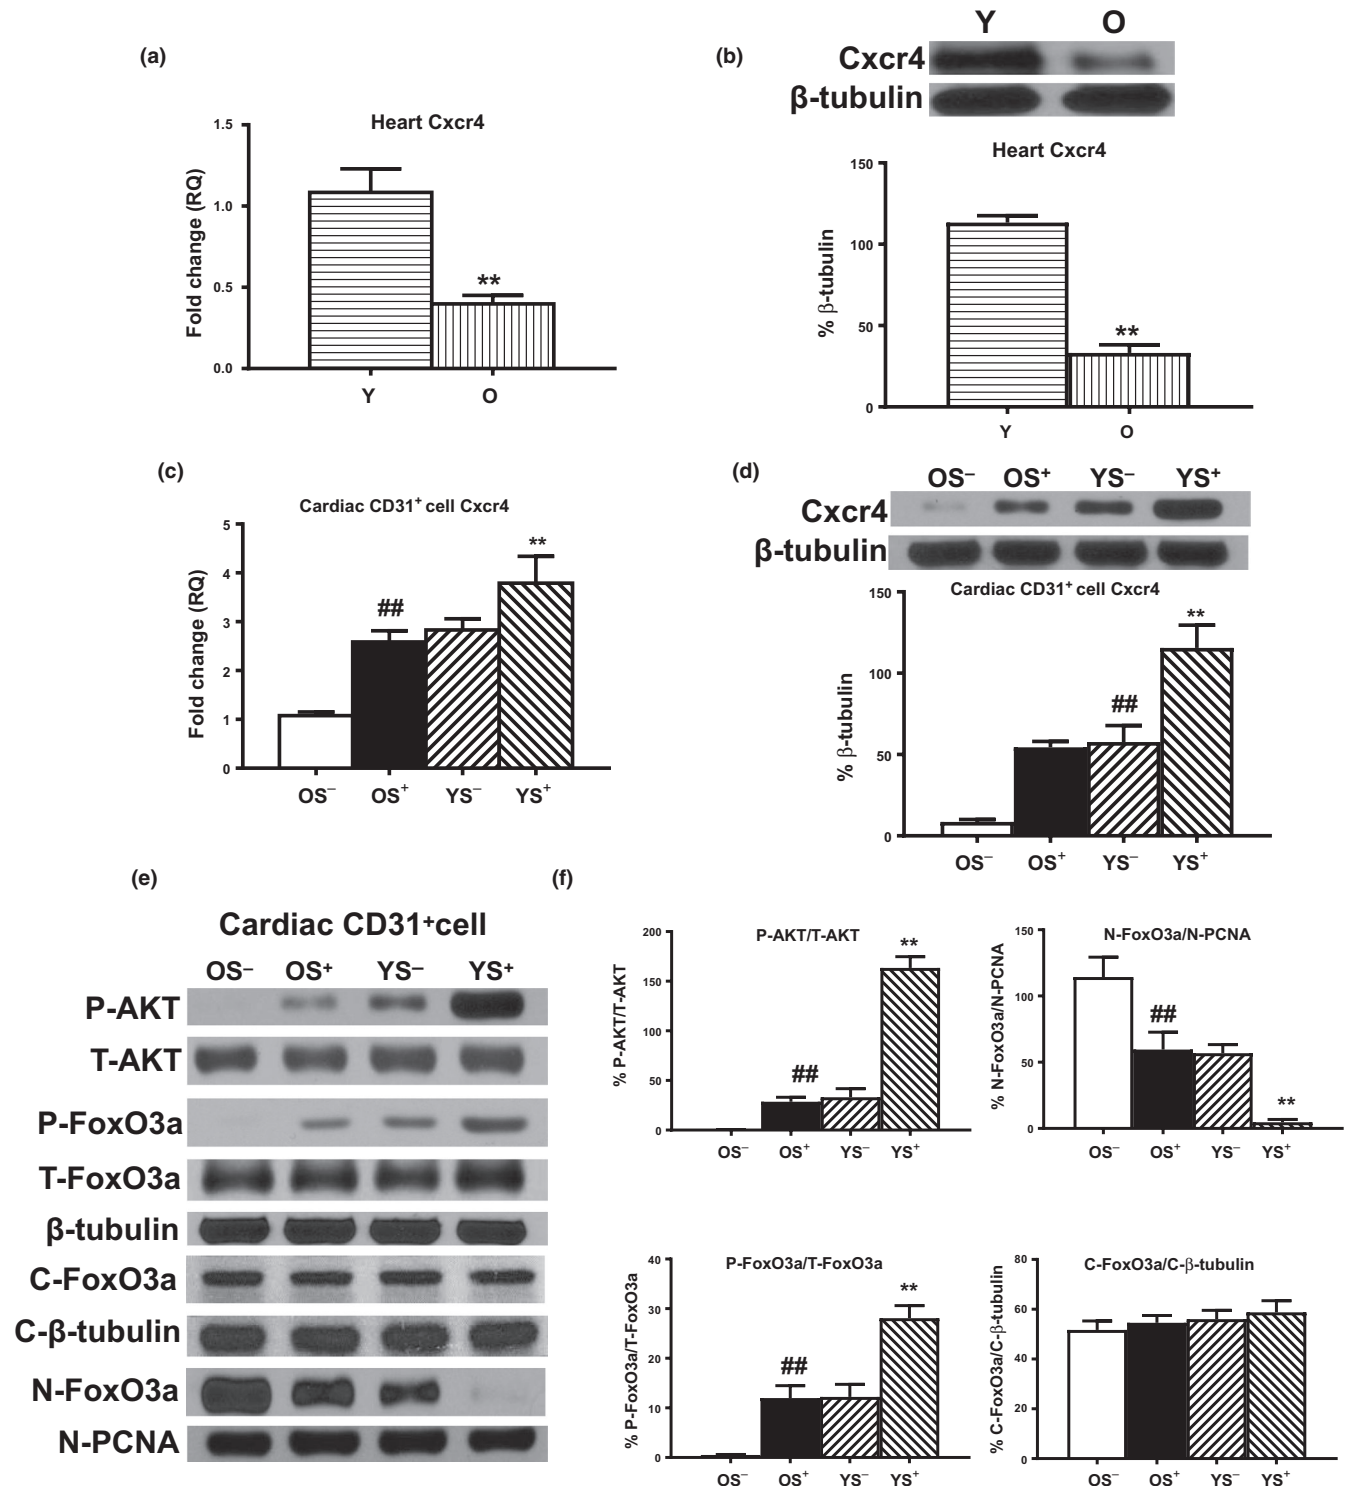 (a)
Heart Cxcr4
Fold change (RQ)
1.5
1.0
0.5
0.0
**
Y O
(b)
Y O
Cxcr4
β-tubulin
Heart Cxcr4
% β-tubulin
150
100
50
0
**
Y O
(c)
Cardiac CD31⁺ cell Cxcr4
Fold change (RQ)
5
4
3
2
1
0
##
**
OS⁻ OS⁺ YS⁻ YS⁺
(d)
OS⁻ OS⁺ YS⁻ YS⁺
Cxcr4
β-tubulin
Cardiac CD31⁺ cell Cxcr4
% β-tubulin
150
100
50
0
##
**
OS⁻ OS⁺ YS⁻ YS⁺
(e)
Cardiac CD31⁺cell
OS⁻ OS⁺ YS⁻ YS⁺
P-AKT
T-AKT
P-FoxO3a
T-FoxO3a
β-tubulin
C-FoxO3a
C-β-tubulin
N-FoxO3a
N-PCNA
(f)
P-AKT/T-AKT
% P-AKT/T-AKT
200
150
100
50
0
##
**
OS⁻ OS⁺ YS⁻ YS⁺
N-FoxO3a/N-PCNA
% N-FoxO3a/N-PCNA
150
100
50
0
##
**
OS⁻ OS⁺ YS⁻ YS⁺
P-FoxO3a/T-FoxO3a
% P-FoxO3a/T-FoxO3a
40
30
20
10
0
##
**
OS⁻ OS⁺ YS⁻ YS⁺
C-FoxO3a/C-β-tubulin
% C-FoxO3a/C-β-tubulin
80
60
40
20
0
OS⁻ OS⁺ YS⁻ YS⁺